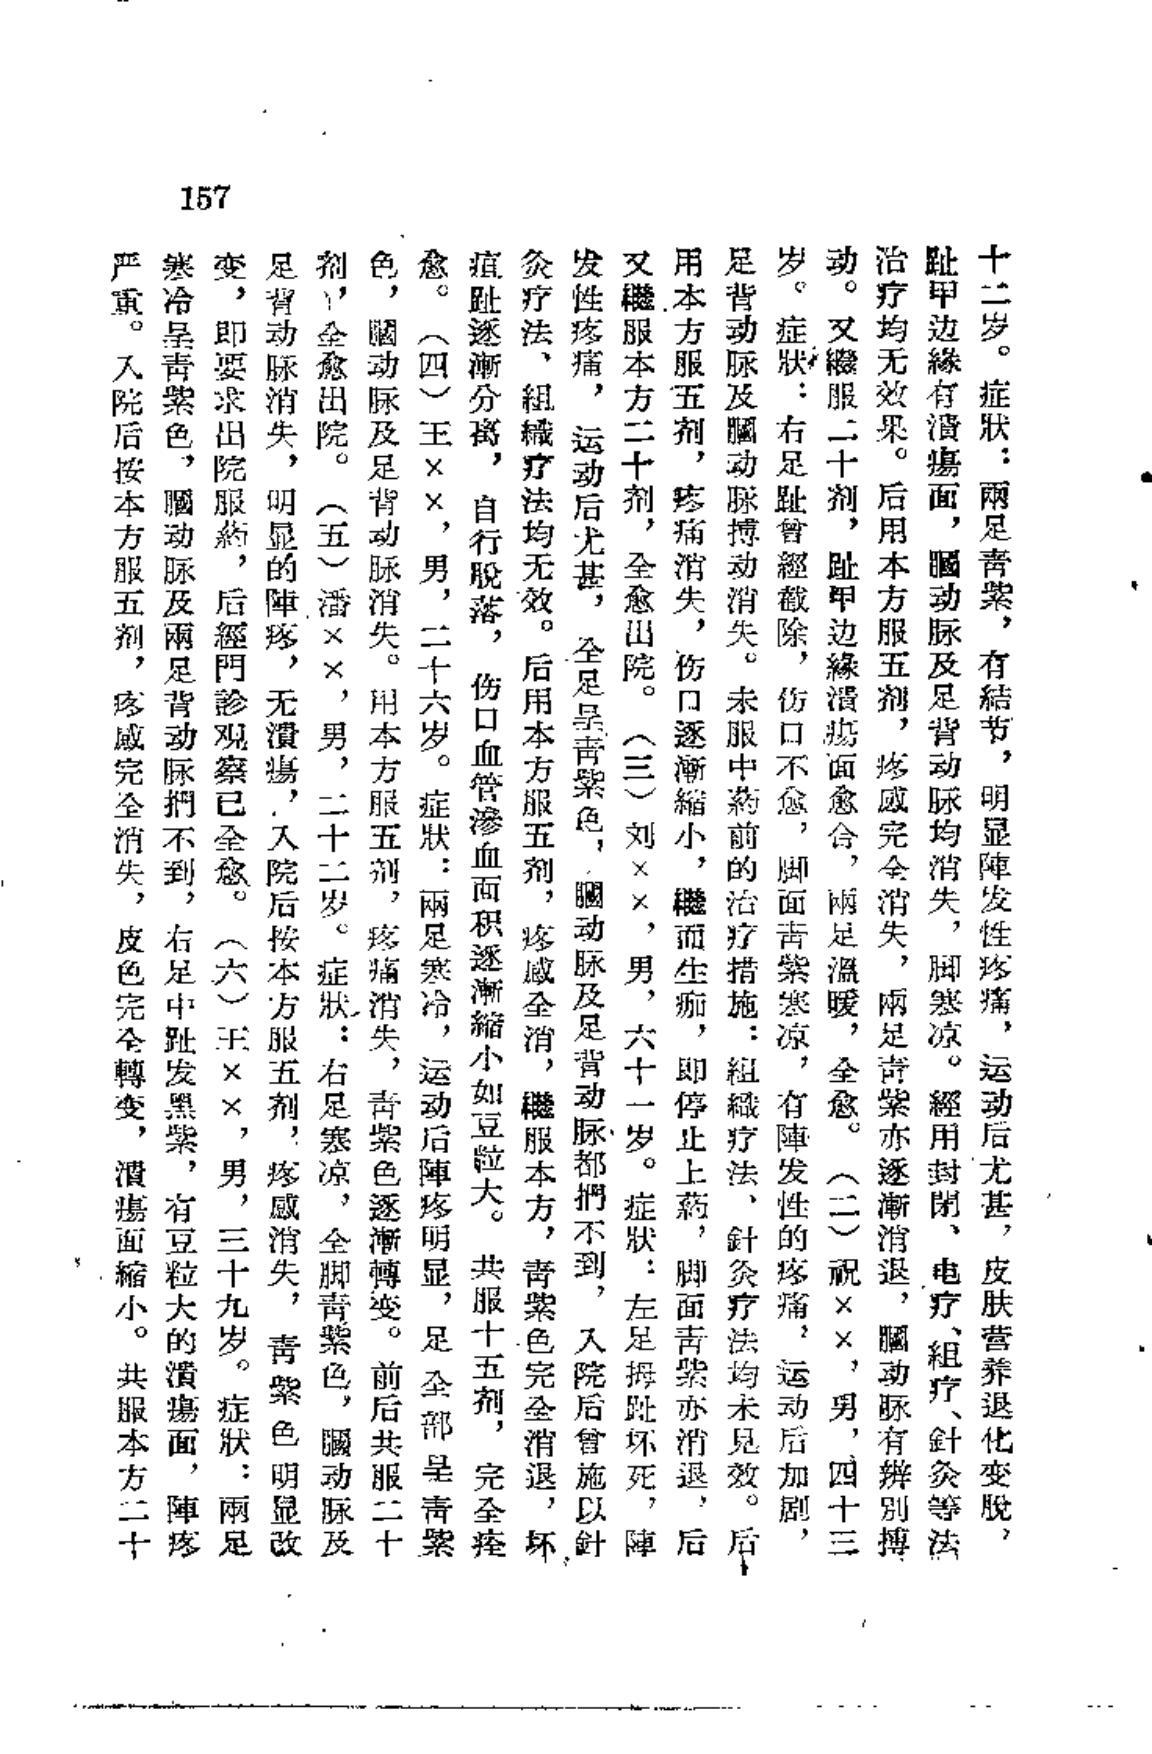 十二岁。症狀：兩足靑紫，有結节，明显陣发性疼痛，运动后尤甚，皮肤营养退化变脫，
趾甲边緣有潰瘍面，膕动脉及足背动脉均消失，脚寒凉。經用封閉、电疗、組疗、針灸等法
治疗均无效果。后用本方服五剂，疼感完全消失，兩足靑紫亦逐漸消退，膕动脉有辨別搏
动。又繼服二十剂，趾甲边緣潰瘍面愈合，兩足溫暖，全愈。（二）祝××，男，四十三
岁。症狀：右足趾曾經截除，伤口不愈，脚面靑紫寒凉，有陣发性的疼痛，运动后加剧，
足背动脉及膕动脉搏动消失。未服中葯前的治疗措施：組織疗法、針灸疗法均未見效。后
用本方服五剂，疼痛消失，伤口逐漸縮小，繼而生痂，即停止上葯，脚面靑紫亦消退，后
又繼服本方二十剂，全愈出院。（三）刘××，男，六十一岁。症狀：左足拇趾坏死，陣
发性疼痛，运动后尤甚，全足呈靑紫色，膕动脉及足背动脉都捫不到，入院后曾施以針
灸疗法、組織疗法均无效。后用本方服五剂，疼感全消，繼服本方，靑紫色完全消退，坏
疽趾逐漸分离，自行脫落，伤口血管滲血面积逐漸縮小如豆粒大。共服十五剂，完全痊
愈。（四）王××，男，二十六岁。症狀：兩足寒冷，运动后陣疼明显，足全部呈靑紫
色，膕动脉及足背动脉消失。用本方服五剂，疼痛消失，靑紫色逐漸轉变。前后共服二十
剂，全愈出院。（五）潘××，男，二十二岁。症狀：右足寒凉，全脚靑紫色，膕动脉及
足背动脉消失，明显的陣疼，无潰瘍，入院后按本方服五剂，疼感消失，靑紫色明显改
变，即要求出院服葯，后經門診观察已全愈。（六）王××，男，三十九岁。症狀：兩足
寒冷呈靑紫色，膕动脉及兩足背动脉捫不到，右足中趾发黑紫，有豆粒大的潰瘍面，陣疼
严重。入院后按本方服五剂，疼感完全消失，皮色完全轉变，潰瘍面縮小。共服本方二十
157